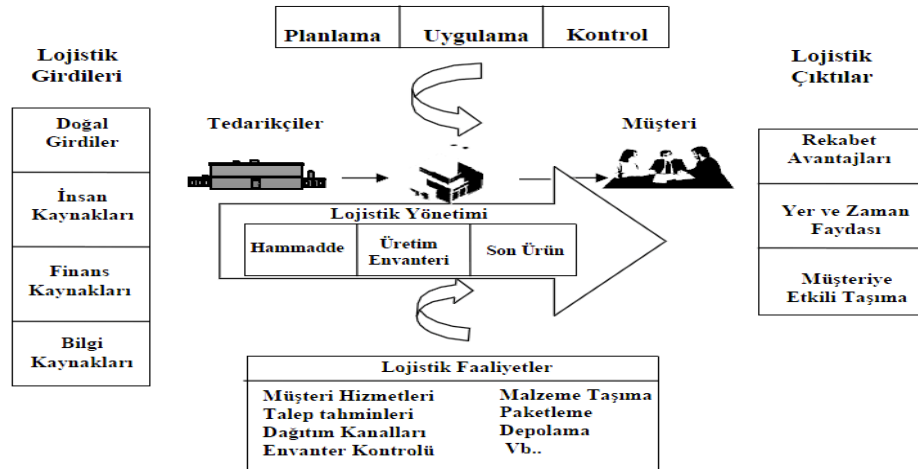 Planlama
Uygulama
Kontrol
Lojistik
Girdileri
Doğal
Girdiler
İnsan
Kaynakları
Finans
Kaynakları
Bilgi
Kaynakları
Tedarikçiler
Müşteri
Lojistik Yönetimi
Hammadde
Üretim
Envanteri
Son Ürün
Lojistik Faaliyetler
Müşteri Hizmetleri
Talep tahminleri
Dağıtım Kanalları
Envanter Kontrolü
Malzeme Taşıma
Paketleme
Depolama
Vb..
Lojistik
Çıktılar
Rekabet
Avantajları
Yer ve Zaman
Faydası
Müşteriye
Etkili Taşıma